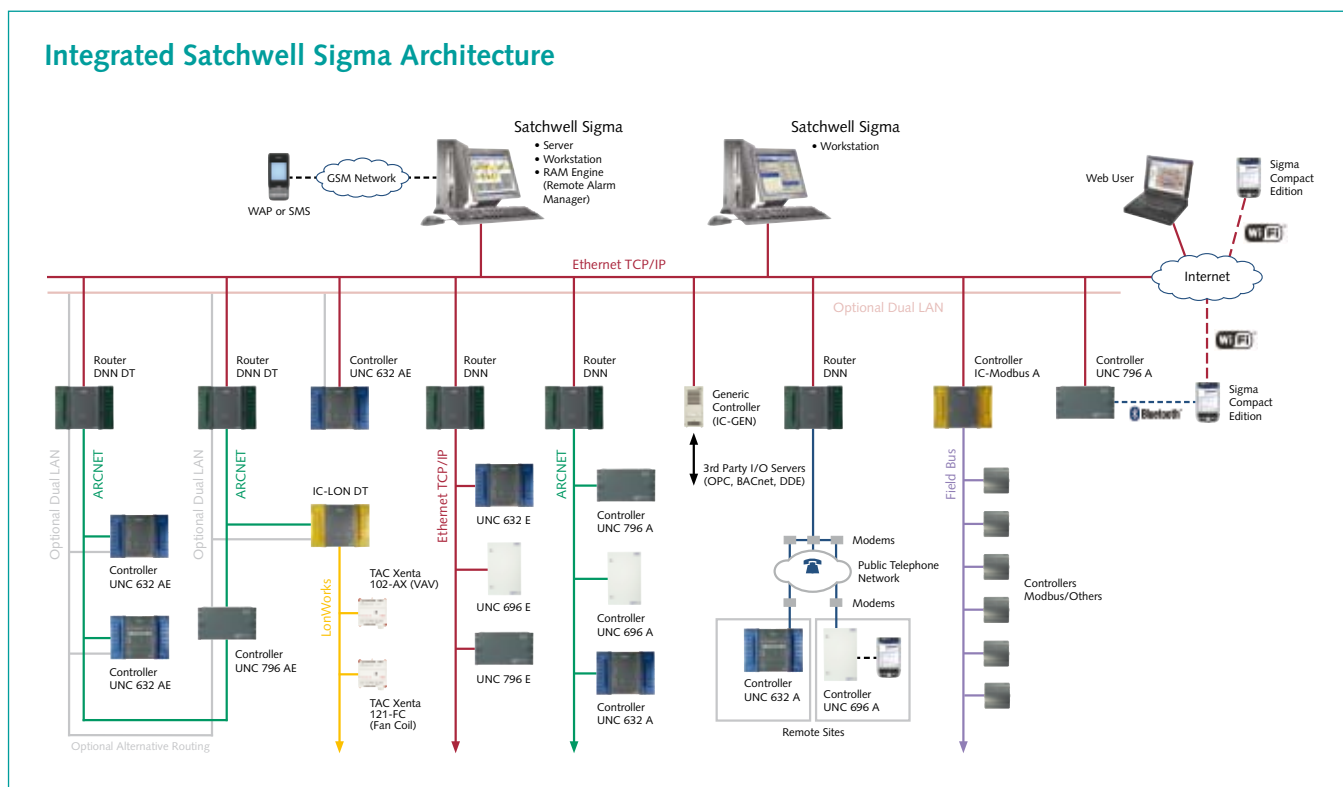 Integrated Satchwell Sigma Architecture
Satchwell Sigma
• Server
• Workstation
• RAM Engine
(Remote Alarm
Manager)
Satchwell Sigma
• Workstation
GSM Network
WAP or SMS
Web User
Sigma
Compact
Edition
WiFi
Internet
Ethernet TCP/IP
Optional Dual LAN
WiFi
Router
DNN DT
Router
DNN DT
Controller
UNC 632 AE
Router
DNN
Router
DNN
Generic
Controller
(IC-GEN)
Router
DNN
Controller
IC-Modbus A
Controller
UNC 796 A
Bluetooth
Sigma
Compact
Edition
3rd Party I/O Servers
(OPC, BACnet, DDE)
Optional Dual LAN
ARCNET
Optional Dual LAN
ARCNET
IC-LON DT
Ethernet TCP/IP
ARCNET
Field Bus
Controller
UNC 632 AE
Controller
UNC 632 AE
Controller
UNC 796 AE
LonWorks
TAC Xenta
102-AX (VAV)
TAC Xenta
121-FC
(Fan Coil)
UNC 632 E
UNC 696 E
UNC 796 E
Controller
UNC 796 A
Controller
UNC 696 A
Controller
UNC 632 A
Modems
Public Telephone
Network
Modems
Controller
UNC 632 A
Controller
UNC 696 A
Remote Sites
Controllers
Modbus/Others
Optional Alternative Routing